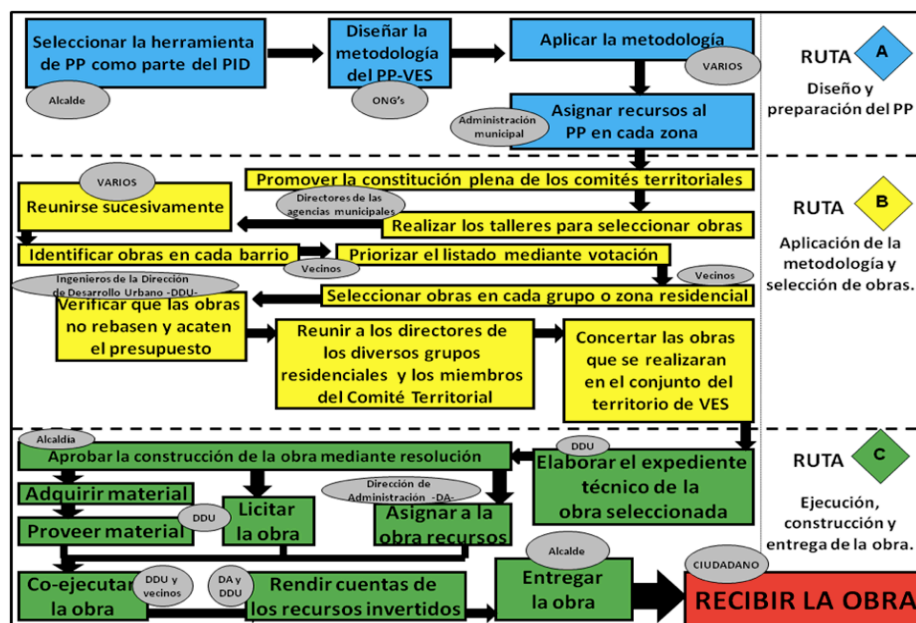 Seleccionar la herramienta
de PP como parte del PID
Alcalde
Diseñar la
metodología
del PP-VES
ONG's
Aplicar la metodología
VARIOS
Asignar recursos al
PP en cada zona
Administración
municipal
RUTA
A
Diseño y
preparación del PP
Promover la constitución plena de los comités territoriales
VARIOS
Reunirse sucesivamente
Directores de las
agencias municipales
Realizar los talleres para seleccionar obras
Identificar obras en cada barrio
Vecinos
Priorizar el listado mediante votación
Vecinos
Seleccionar obras en cada grupo o zona residencial
Ingenieros de la Dirección
de Desarrollo Urbano -DDU-
Verificar que las obras
no rebasen y acaten
el presupuesto
Reunir a los directores de
los diversos grupos
residenciales y los miembros
del Comité Territorial
Concertar las obras
que se realizaran
en el conjunto del
territorio de VES
RUTA
B
Aplicación de la
metodología y
selección de obras.
Alcaldía
Aprobar la construcción de la obra mediante resolución
DDU
Elaborar el expediente
técnico de la
obra seleccionada
Adquirir material
Proveer material
DDU
Licitar
la obra
Dirección de
Administración -DA-
Asignar a la
obra recursos
Co-ejecutar
la obra
DDU y
vecinos
DA y
DDU
Rendir cuentas de
los recursos invertidos
Alcalde
Entregar
la obra
CIUDADANO
RECIBIR LA OBRA
RUTA
C
Ejecución,
construcción y
entrega de la obra.